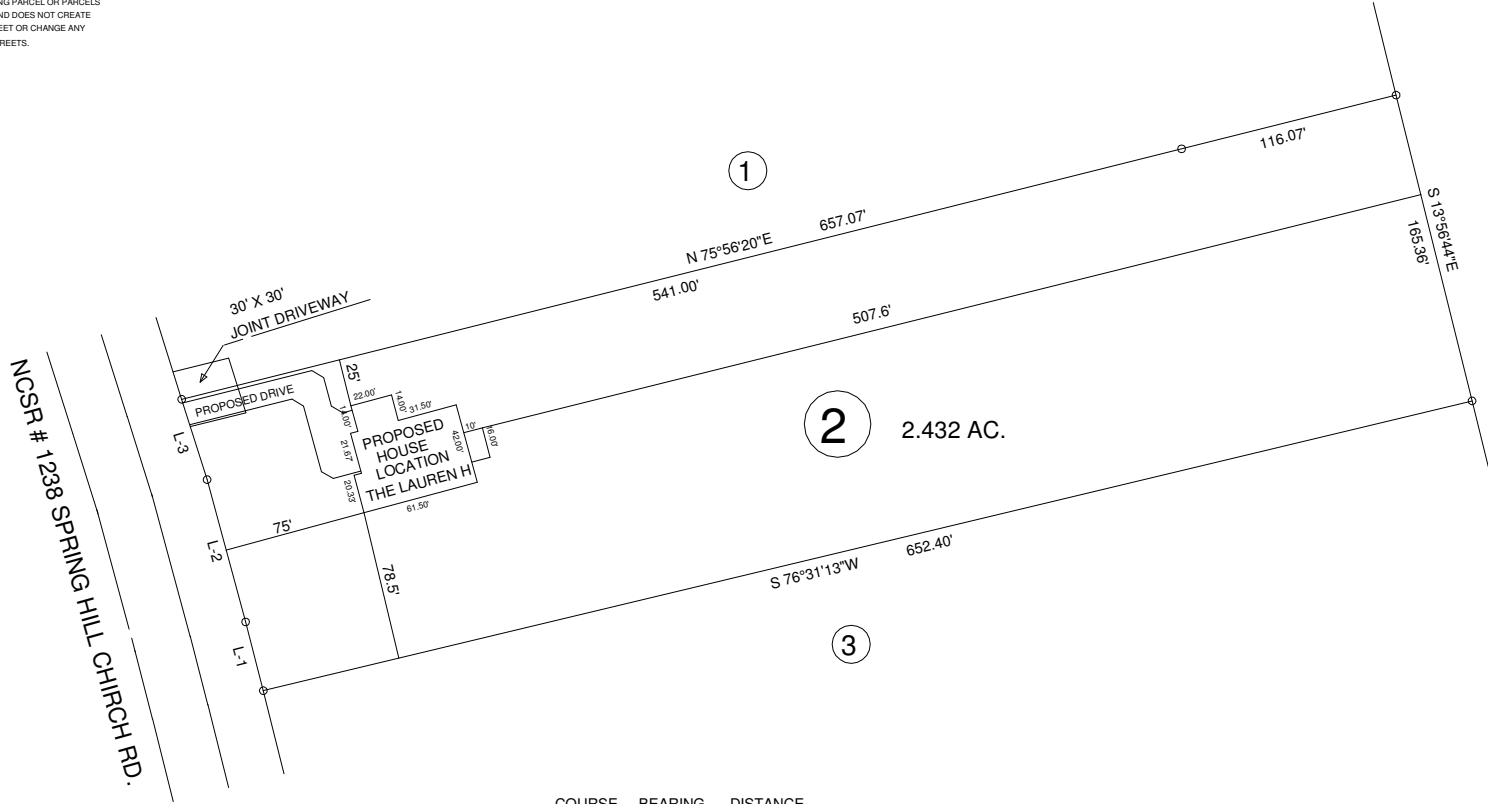 NG PARCEL OR PARCELS
ND DOES NOT CREATE
EET OR CHANGE ANY
REETS.
1
116.07'
657.07'
N 75°56'20"E
541.00'
S 13°56'44"E
165.36'
507.6'
30' X 30'
JOINT DRIVEWAY
PROPOSED DRIVE
25'
22.00'
14.00'
31.50'
14.00'
21.67'
20.33'
10'
16.00'
42.00'
PROPOSED
HOUSE
LOCATION
THE LAUREN H
61.50'
2
2.432 AC.
NCSR # 1238 SPRING HILL CHIRCH RD.
L-3
L-2
L-1
75'
78.5'
652.40'
S 76°31'13"W
3
COURSE BEARING DISTANCE